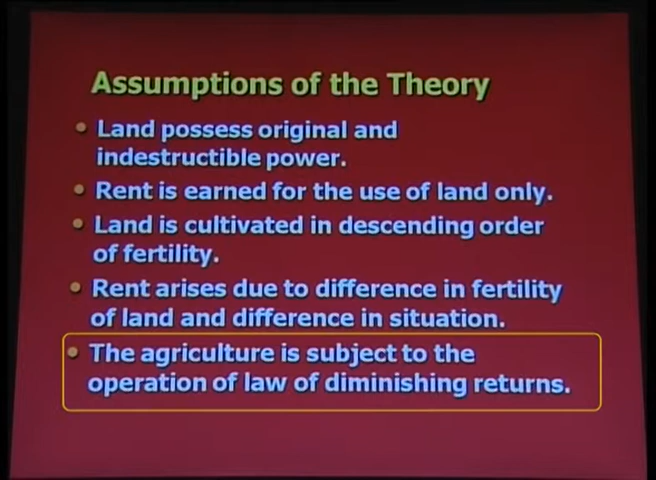 Assumptions of the Theory
• Land possess original and
indestructible power.
• Rent is earned for the use of land only.
• Land is cultivated in descending order
of fertility.
• Rent arises due to difference in fertility
of land and difference in situation.
• The agriculture is subject to the
operation of law of diminishing returns.